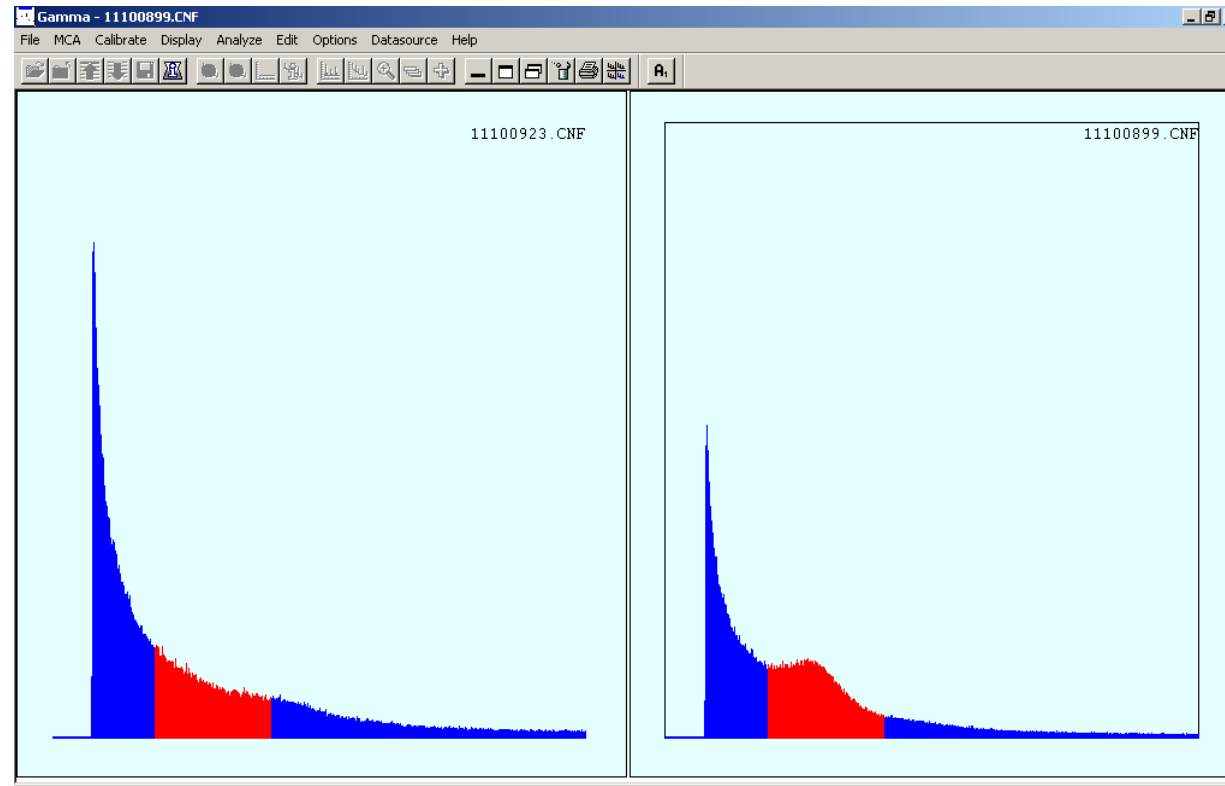 Gamma - 11100899.CNF
File MCA Calibrate Display Analyze Edit Options Datasource Help
11100923.CNF
11100899.CNF